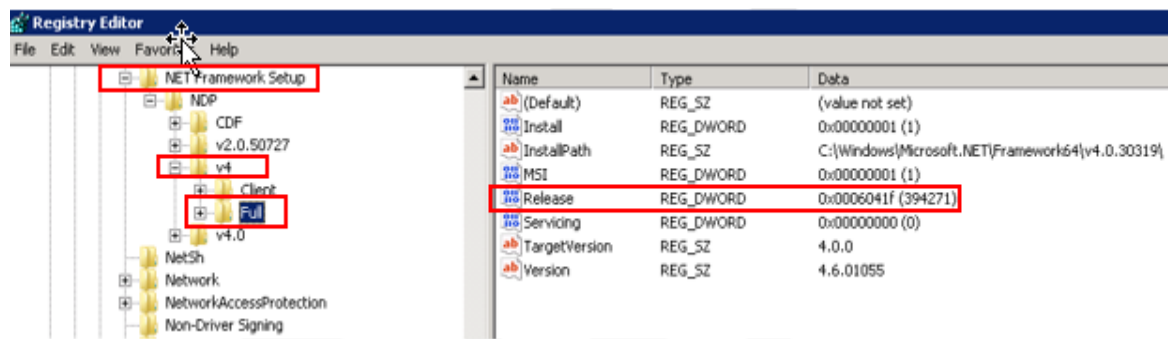 Registry Editor
File Edit View Favorit Help
NET Framework Setup
NDP
CDF
v2.0.50727
v4
Client
Full
v4.0
NetSh
Network
NetworkAccessProtection
Non-Driver Signing
Name Type Data
(Default) REG_SZ (value not set)
Install REG_DWORD 0x00000001 (1)
InstallPath REG_SZ C:\Windows\Microsoft.NET\Framework64\v4.0.30319\
MSI REG_DWORD 0x00000001 (1)
Release REG_DWORD 0x0006041f (394271)
Servicing REG_DWORD 0x00000000 (0)
TargetVersion REG_SZ 4.0.0
Version REG_SZ 4.6.01055